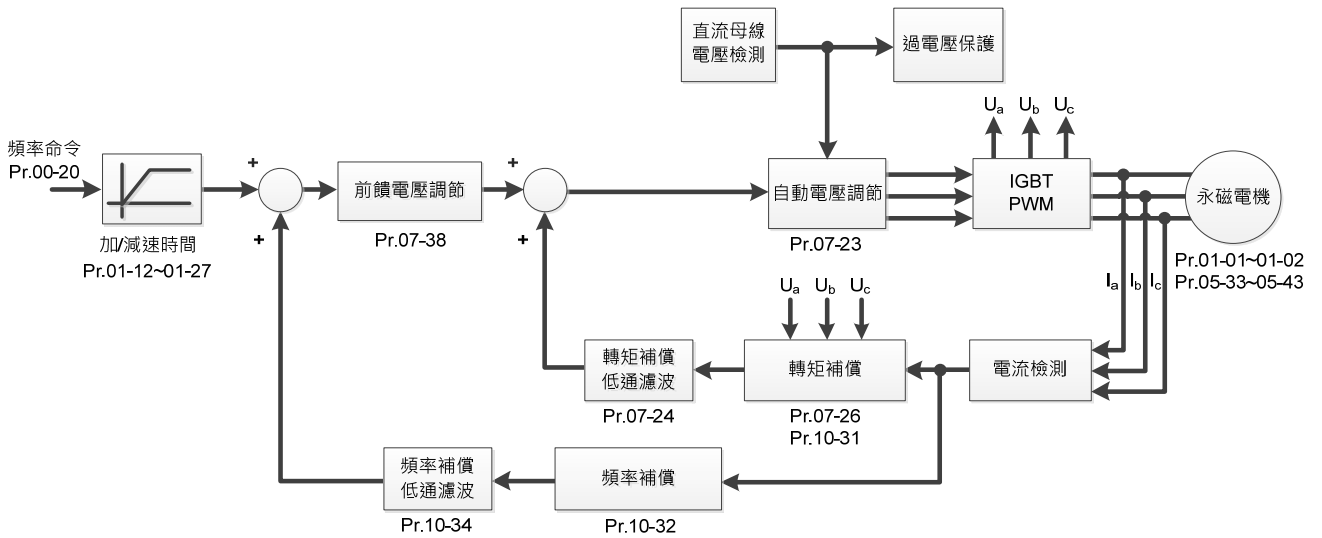 直流母線
電壓檢測
過電壓保護
Ua Ub Uc
頻率命令
Pr.00-20
+
+
前饋電壓調節
自動電壓調節
IGBT
PWM
永磁電機
加/減速時間
Pr.01-12~01-27
+
Pr.07-38
+
Pr.07-23
Pr.01-01~01-02
Pr.05-33~05-43
Ia Ib Ic
Ua Ub Uc
轉矩補償
低通濾波
轉矩補償
電流檢測
Pr.07-24
Pr.07-26
Pr.10-31
頻率補償
低通濾波
頻率補償
Pr.10-34
Pr.10-32